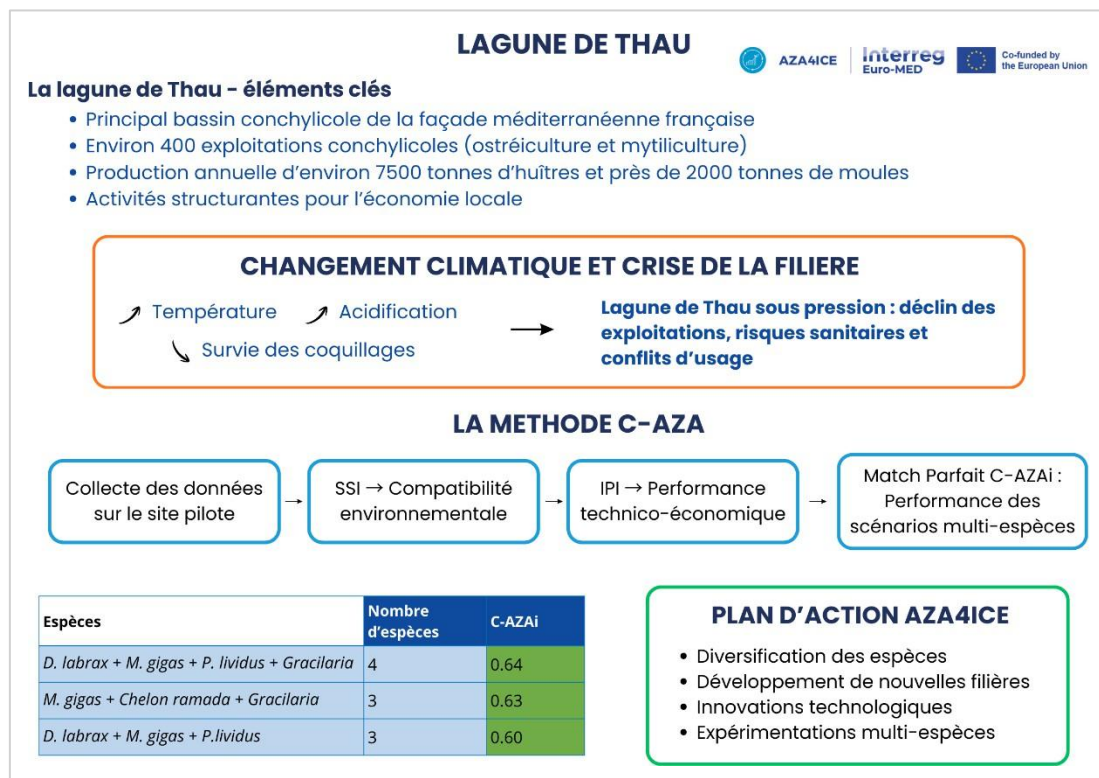 LAGUNE DE THAU
AZA4ICE
Interreg
Euro-MED
Co-funded by
the European Union
La lagune de Thau - éléments clés
• Principal bassin conchylicole de la façade méditerranéenne française
• Environ 400 exploitations conchylicoles (ostréiculture et mytiliculture)
• Production annuelle d'environ 7500 tonnes d'huîtres et près de 2000 tonnes de moules
• Activités structurantes pour l'économie locale
CHANGEMENT CLIMATIQUE ET CRISE DE LA FILIERE
↗ Température ↗ Acidification
↘ Survie des coquillages
→
Lagune de Thau sous pression : déclin des
exploitations, risques sanitaires et
conflits d'usage
LA METHODE C-AZA
Collecte des données
sur le site pilote
→
SSI → Compatibilité
environnementale
→
IPI → Performance
technico-économique
→
Match Parfait C-AZAi :
Performance des
scénarios multi-espèces
Espèces Nombre d'espèces C-AZAi
D. labrax + M. gigas + P. lividus + Gracilaria 4 0.64
M. gigas + Chelon ramada + Gracilaria 3 0.63
D. labrax + M. gigas + P.lividus 3 0.60
PLAN D'ACTION AZA4ICE
• Diversification des espèces
• Développement de nouvelles filières
• Innovations technologiques
• Expérimentations multi-espèces